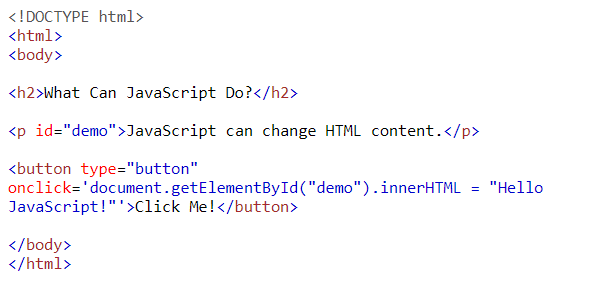 <!DOCTYPE html>
<html>
<body>
<h2>What Can JavaScript Do?</h2>
<p id="demo">JavaScript can change HTML content.</p>
<button type="button"
onclick='document.getElementById("demo").innerHTML = "Hello
JavaScript!"'>Click Me!</button>
</body>
</html>